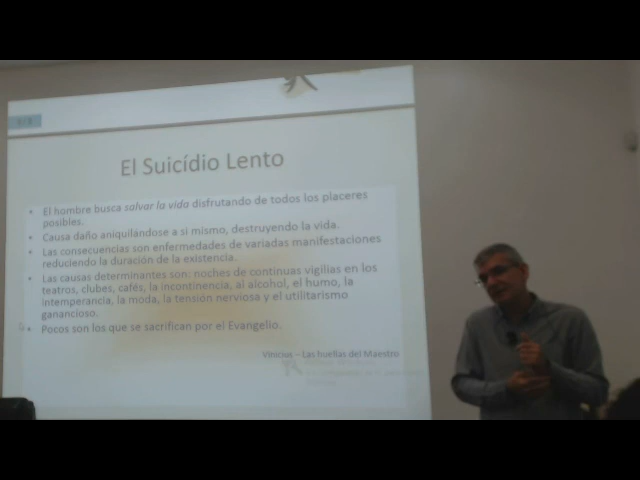 El Suicídio Lento
• El hombre busca salvar la vida disfrutando de todos los placeres
posibles.
• Causa daño aniquilándose a si mismo, destruyendo la vida.
• Las consecuencias son enfermedades de variadas manifestaciones
reduciendo la duración de la existencia.
• Las causas determinantes son: noches de continuas vigilias en los
teatros, clubes, cafés, la incontinencia, al alcohol, el humo, la
intemperancia, la moda, la tensión nerviosa y el utilitarismo
ganancioso.
• Pocos son los que se sacrifican por el Evangelio.
Vinícius – Las huellas del Maestro